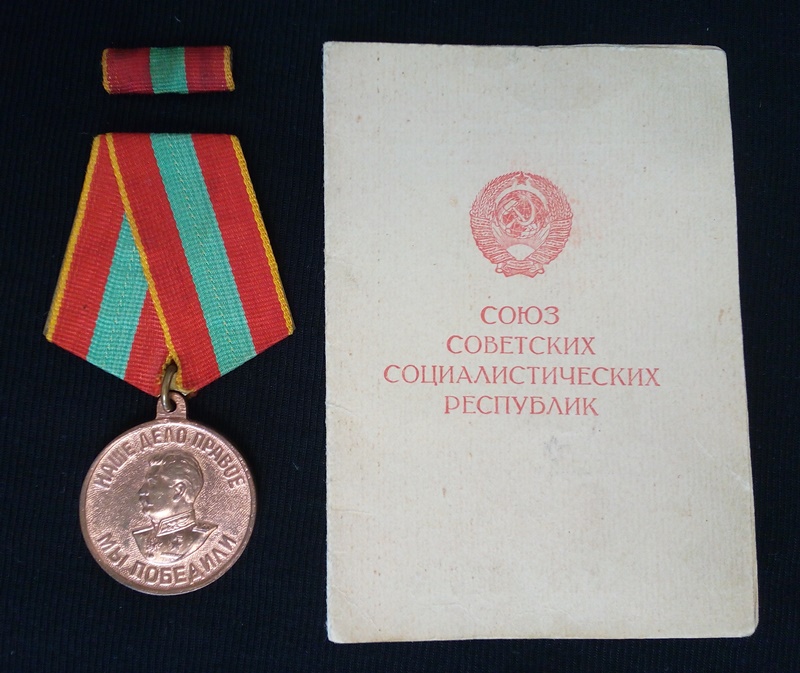 НАШЕ ДЕЛО ПРАВОЕ
МЫ ПОБЕДИЛИ
СОЮЗ
СОВЕТСКИХ
СОЦИАЛИСТИЧЕСКИХ
РЕСПУБЛИК